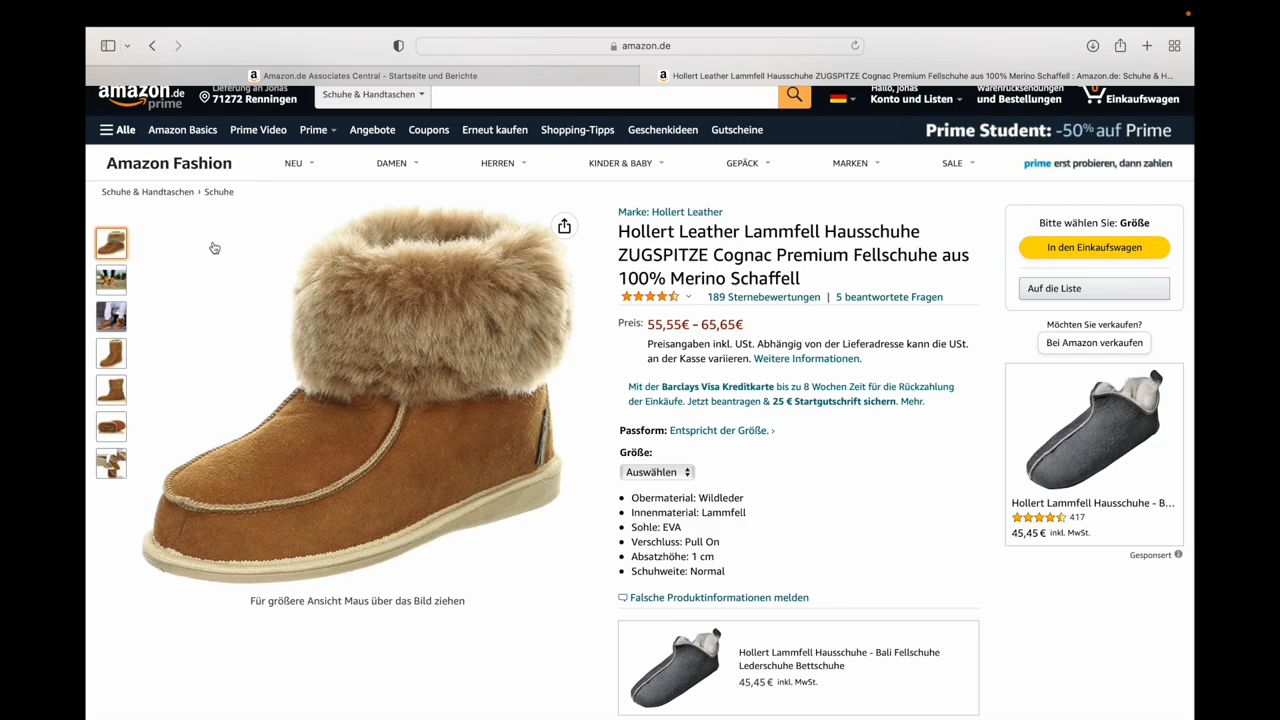 amazon.de
Amazon.de Associates Central - Startseite und Berichte
Hollert Leather Lammfell Hausschuhe ZUGSPITZE Cognac Premium Fellschuhe aus 100% Merino Schaffell : Amazon.de: Schuhe & H...
amazon.de
prime
Lieferung an Jonas
71272 Renningen
Schuhe & Handtaschen
Hallo, Jonas
Konto und Listen
Warenrücksendungen
und Bestellungen
0
Einkaufswagen
Alle
Amazon Basics
Prime Video
Prime
Angebote
Coupons
Erneut kaufen
Shopping-Tipps
Geschenkideen
Gutscheine
Prime Student: -50% auf Prime
Amazon Fashion
NEU
DAMEN
HERREN
KINDER & BABY
GEPÄCK
MARKEN
SALE
prime erst probieren, dann zahlen
Schuhe & Handtaschen › Schuhe
Für größere Ansicht Maus über das Bild ziehen
Marke: Hollert Leather
Hollert Leather Lammfell Hausschuhe
ZUGSPITZE Cognac Premium Fellschuhe aus
100% Merino Schaffell
189 Sternebewertungen | 5 beantwortete Fragen
Preis: 55,55€ - 65,65€
Preisangaben inkl. USt. Abhängig von der Lieferadresse kann die USt.
an der Kasse variieren. Weitere Informationen.
Mit der Barclays Visa Kreditkarte bis zu 8 Wochen Zeit für die Rückzahlung
der Einkäufe. Jetzt beantragen & 25 € Startgutschrift sichern. Mehr.
Passform: Entspricht der Größe. ›
Größe:
Auswählen
• Obermaterial: Wildleder
• Innenmaterial: Lammfell
• Sohle: EVA
• Verschluss: Pull On
• Absatzhöhe: 1 cm
• Schuhweite: Normal
Falsche Produktinformationen melden
Hollert Lammfell Hausschuhe - Bali Fellschuhe
Lederschuhe Bettschuhe
45,45€ inkl. MwSt.
Bitte wählen Sie: Größe
In den Einkaufswagen
Auf die Liste
Möchten Sie verkaufen?
Bei Amazon verkaufen
Hollert Lammfell Hausschuhe - B...
417
45,45€ inkl. MwSt.
Gesponsert